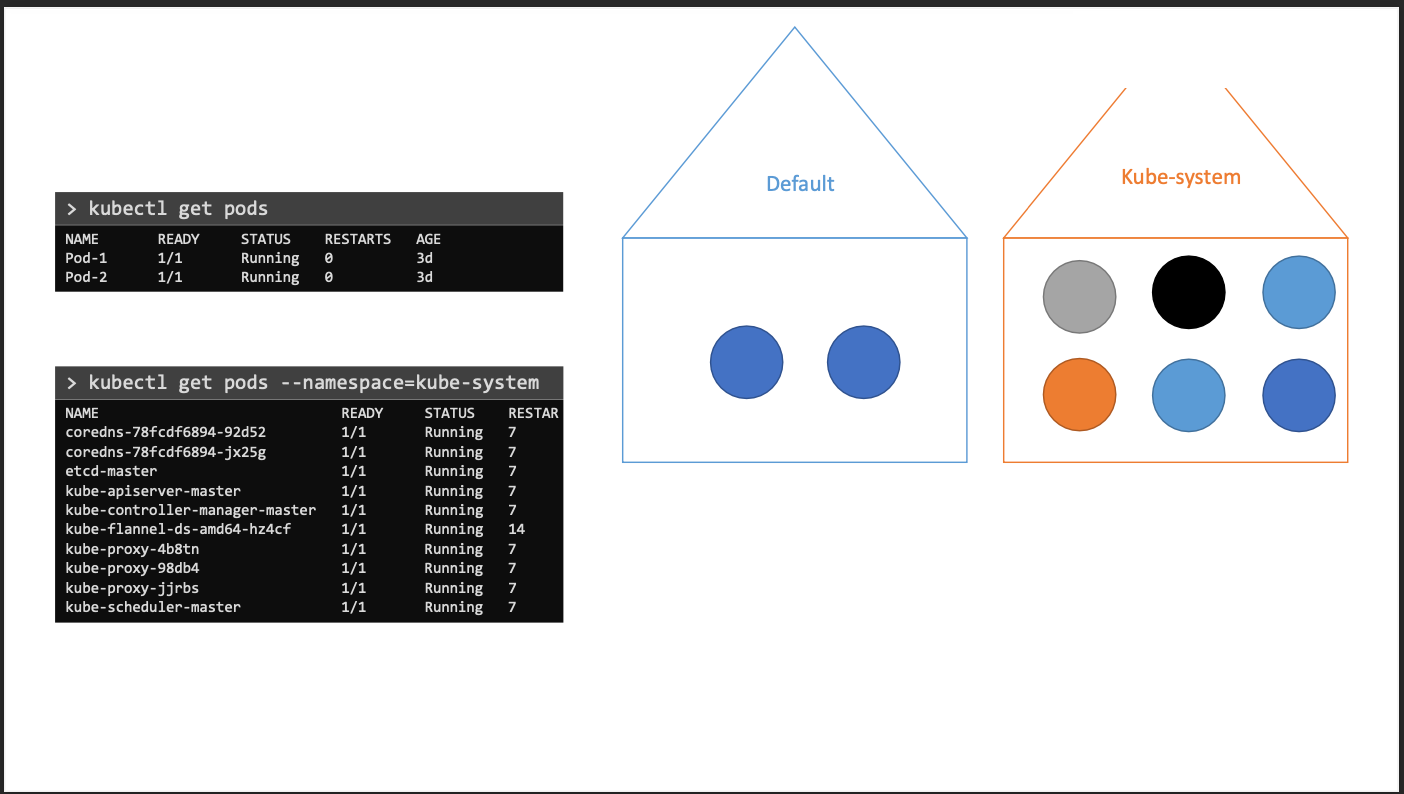 > kubectl get pods
NAME READY STATUS RESTARTS AGE
Pod-1 1/1 Running 0 3d
Pod-2 1/1 Running 0 3d
> kubectl get pods --namespace=kube-system
NAME READY STATUS RESTAR
coredns-78fcdf6894-92d52 1/1 Running 7
coredns-78fcdf6894-jx25g 1/1 Running 7
etcd-master 1/1 Running 7
kube-apiserver-master 1/1 Running 7
kube-controller-manager-master 1/1 Running 7
kube-flannel-ds-amd64-hz4cf 1/1 Running 14
kube-proxy-4b8tn 1/1 Running 7
kube-proxy-98db4 1/1 Running 7
kube-proxy-jjrbs 1/1 Running 7
kube-scheduler-master 1/1 Running 7
Default
Kube-system